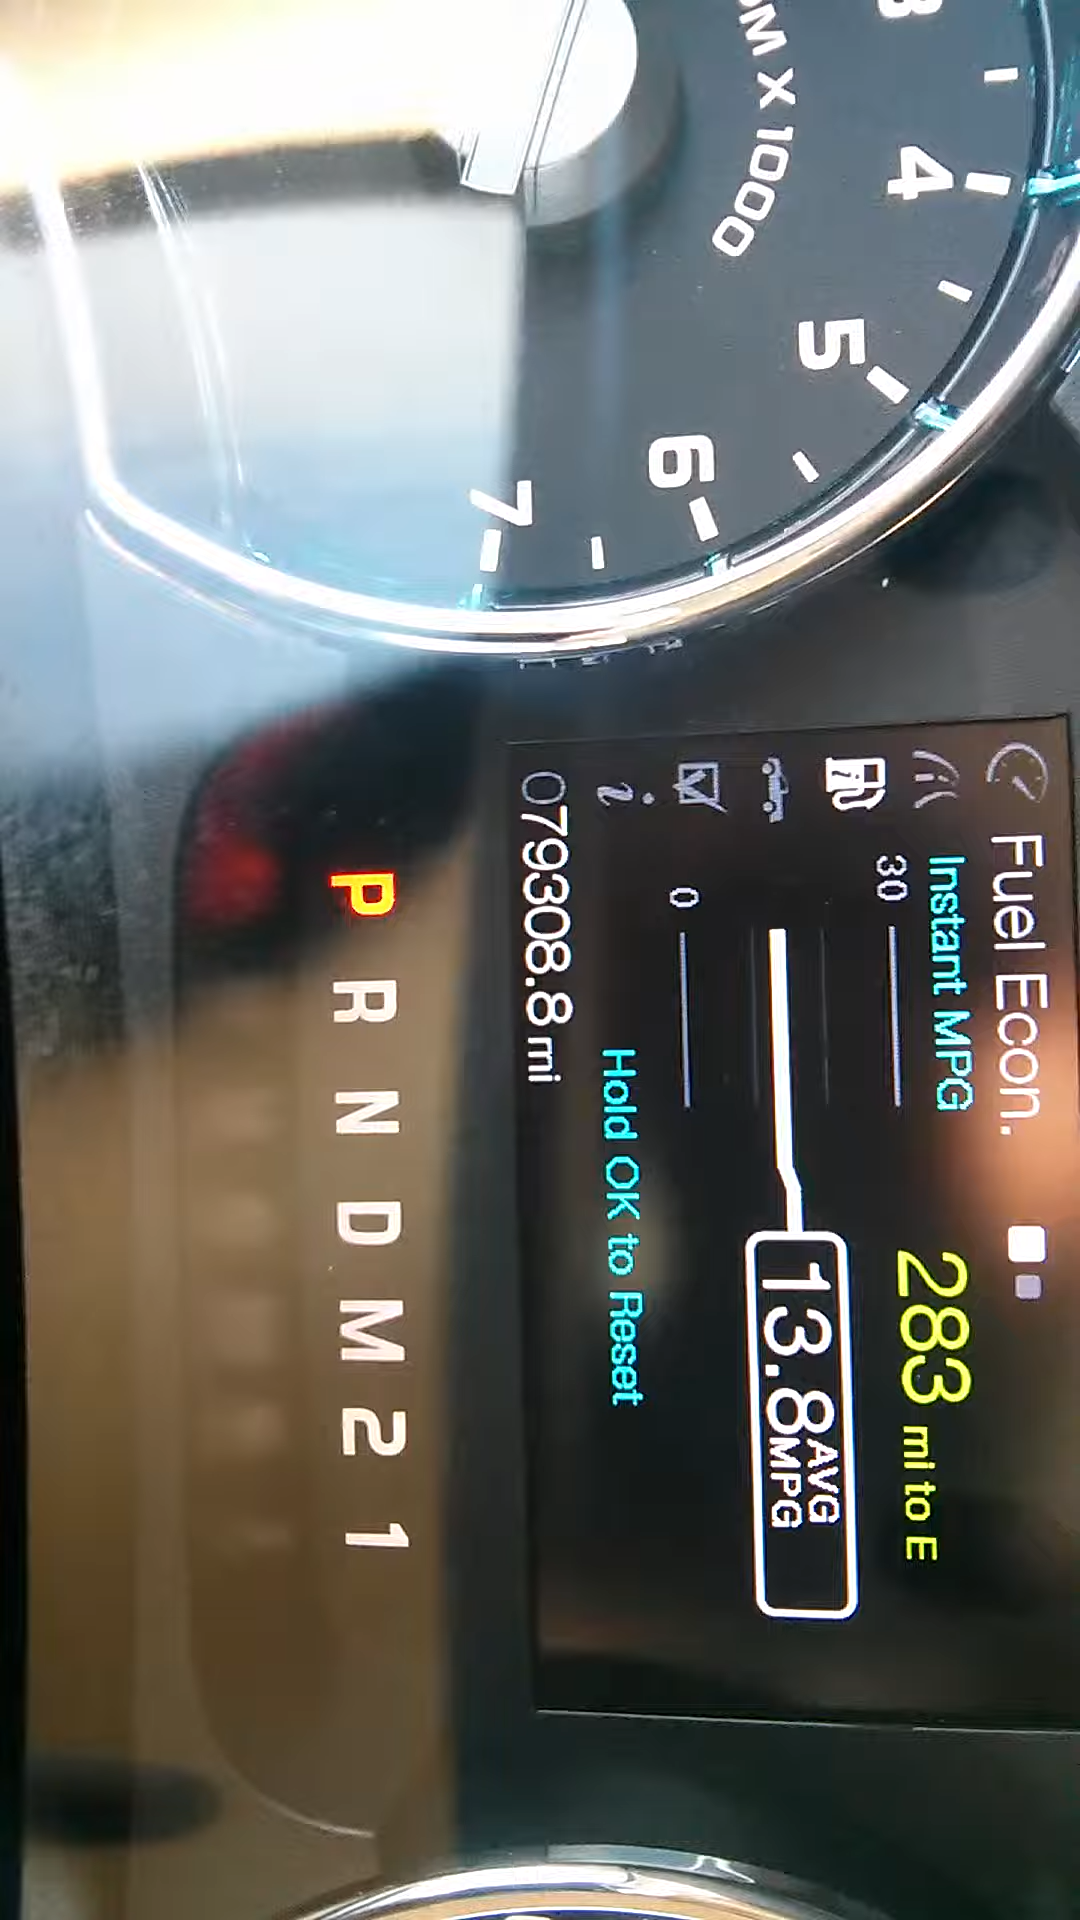 3
4
5
6
7
X 1000
Fuel Econ.
Instant MPG
283 mi to E
30
13.8 AVG MPG
0
Hold OK to Reset
079308.8 mi
P R N D M 2 1